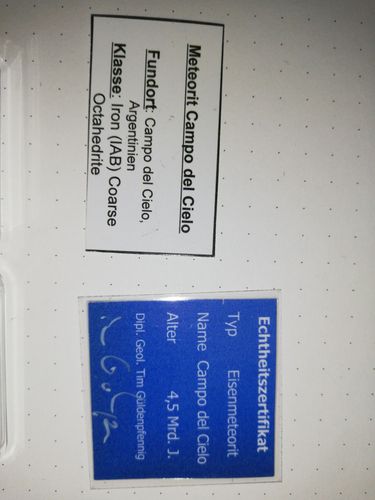 Meteorit Campo del Cielo
Fundort: Campo del Cielo,
Argentinien
Klasse: Iron (IAB) Coarse
Octahedrite
Echtheitszertifikat
Typ Eisenmeteorit
Name Campo del Cielo
Alter 4,5 Mrd. J.
Dipl. Geol. Tim Güldenpfennig